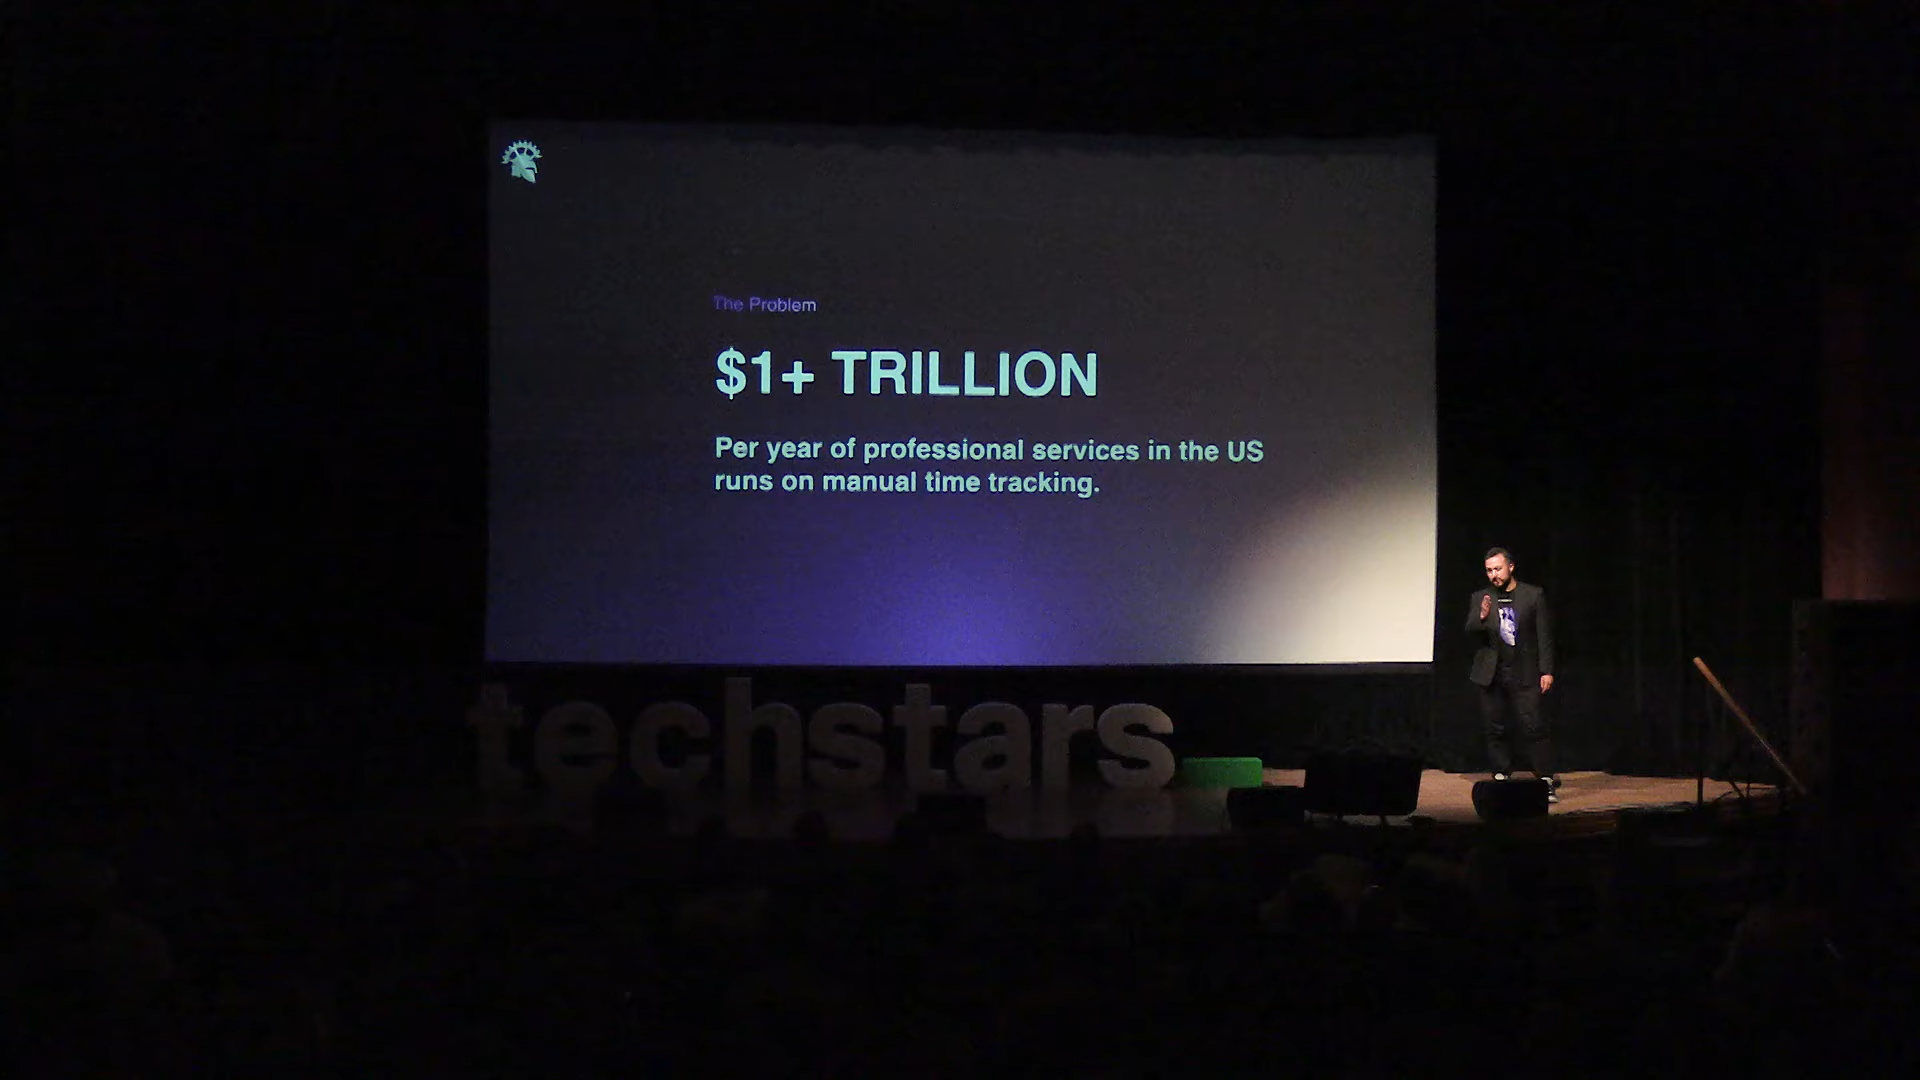 The Problem
$1+ TRILLION
Per year of professional services in the US
runs on manual time tracking.
techstars